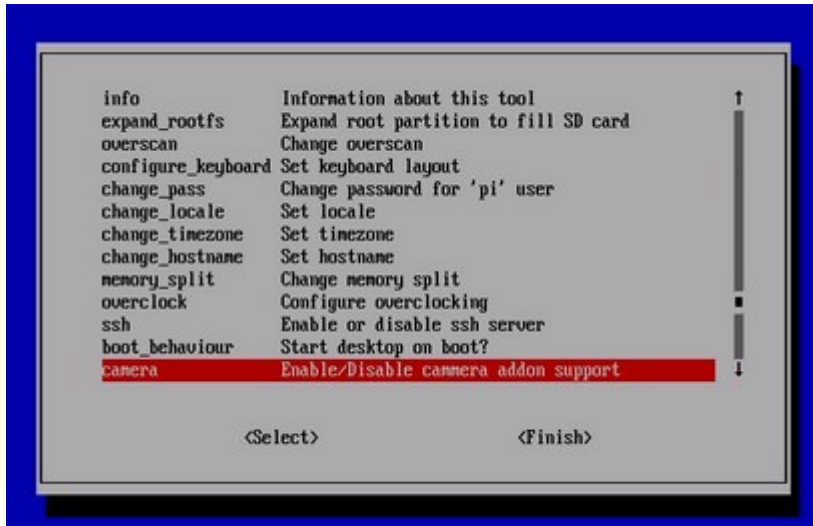 info Information about this tool
expand_rootfs Expand root partition to fill SD card
overscan Change overscan
configure_keyboard Set keyboard layout
change_pass Change password for 'pi' user
change_locale Set locale
change_timezone Set timezone
change_hostname Set hostname
memory_split Change memory split
overclock Configure overclocking
ssh Enable or disable ssh server
boot_behaviour Start desktop on boot?
camera Enable/Disable cammera addon support
<Select> <Finish>